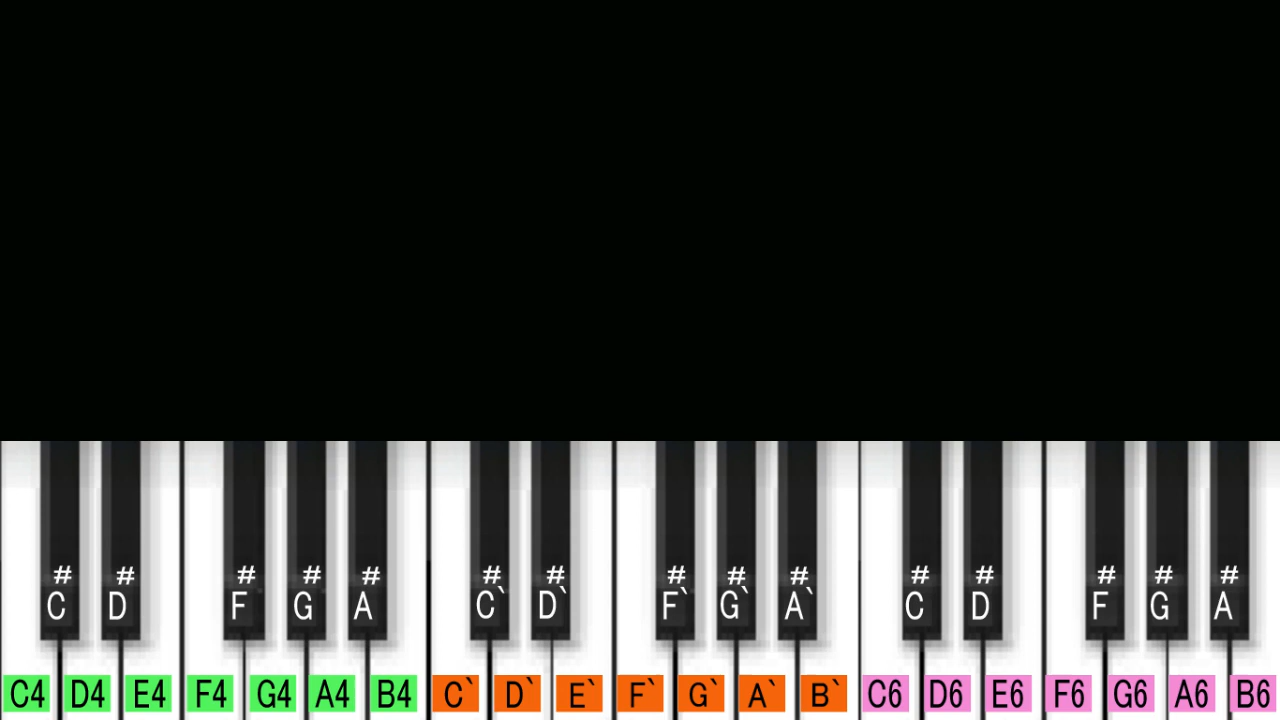 # # # # # # # # # # # # # # #
C D F G A C` D` F` G` A` C D F G A
C4 D4 E4 F4 G4 A4 B4 C` D` E` F` G` A` B` C6 D6 E6 F6 G6 A6 B6